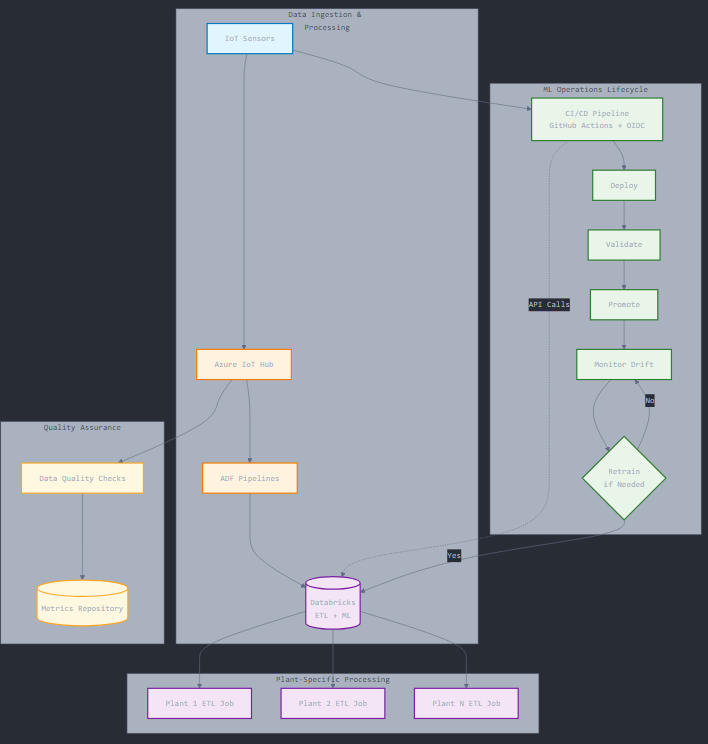 Data Ingestion &
Processing
IoT Sensors
ML Operations Lifecycle
CI/CD Pipeline
GitHub Actions + OIDC
Deploy
Validate
API Calls
Promote
Azure IoT Hub
Monitor Drift
No
Quality Assurance
Data Quality Checks
ADF Pipelines
Retrain
if Needed
Yes
Metrics Repository
Databricks
ETL + ML
Plant-Specific Processing
Plant 1 ETL Job
Plant 2 ETL Job
Plant N ETL Job